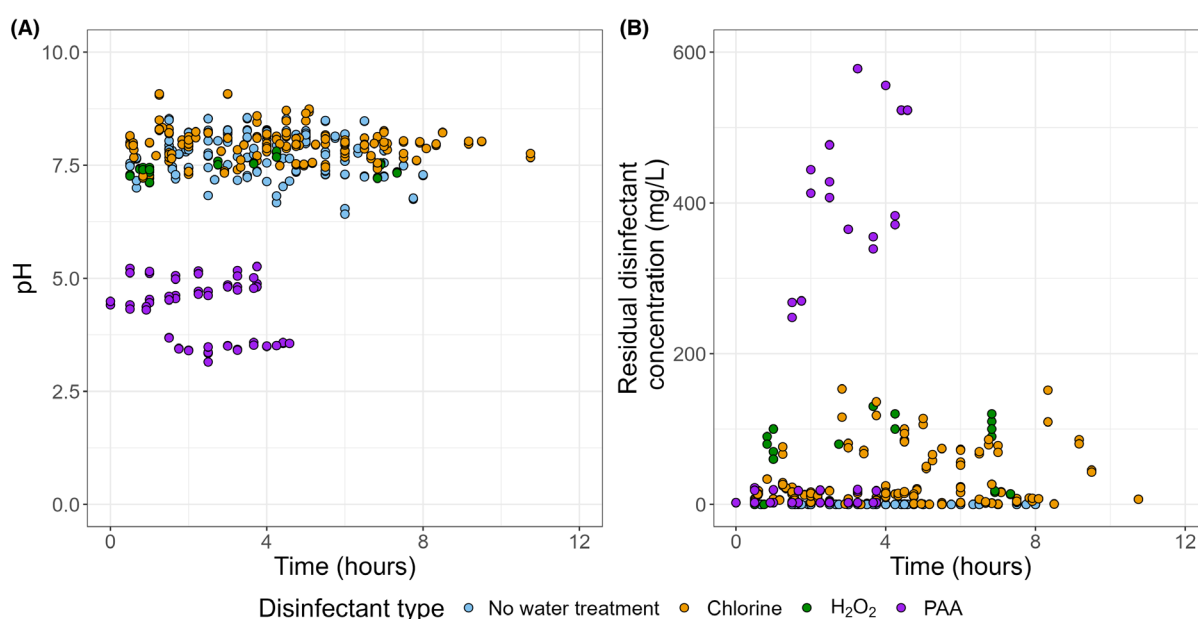 (A)
10.0
7.5
5.0
2.5
0.0
pH
0 4 8 12
Time (hours)
(B)
600
400
200
0
Residual disinfectant
concentration (mg/L)
0 4 8 12
Time (hours)
Disinfectant type No water treatment Chlorine H₂O₂ PAA